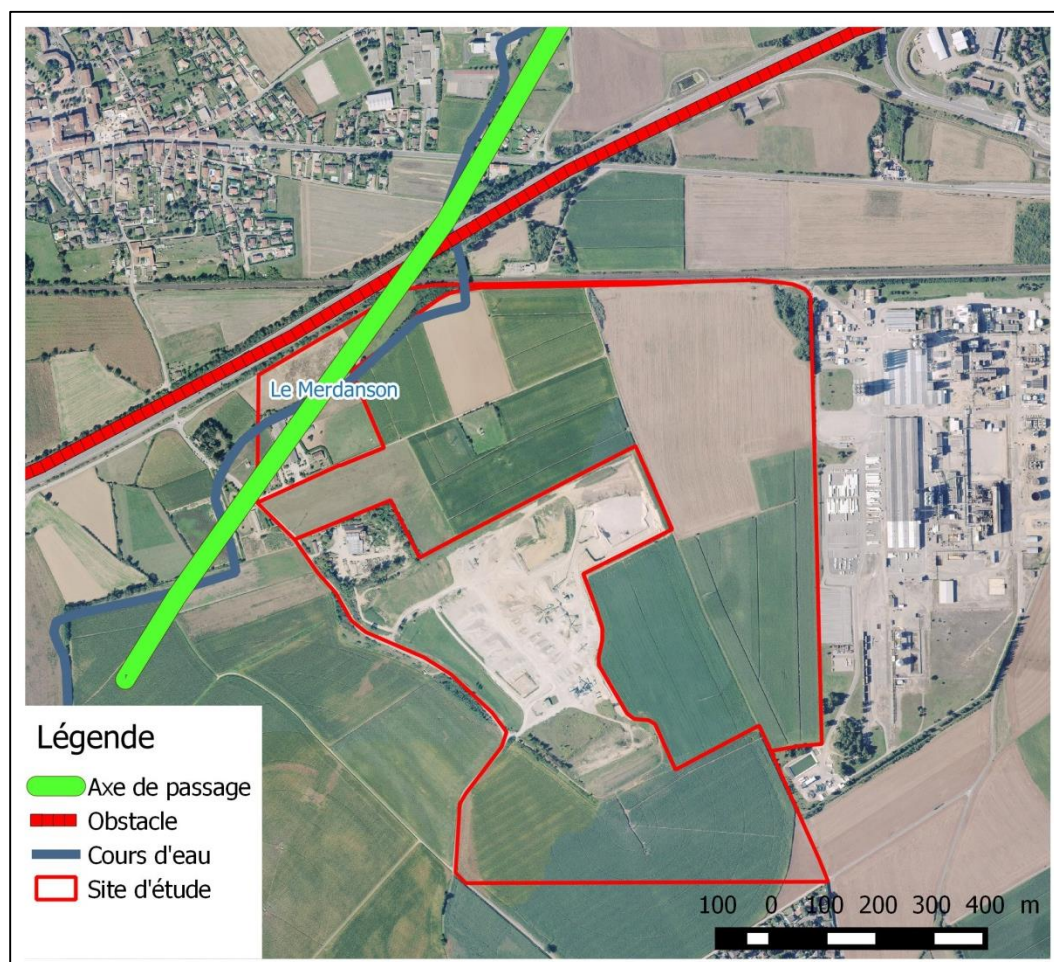 Le Merdanson
Légende
Axe de passage
Obstacle
Cours d'eau
Site d'étude
100 0 100 200 300 400 m